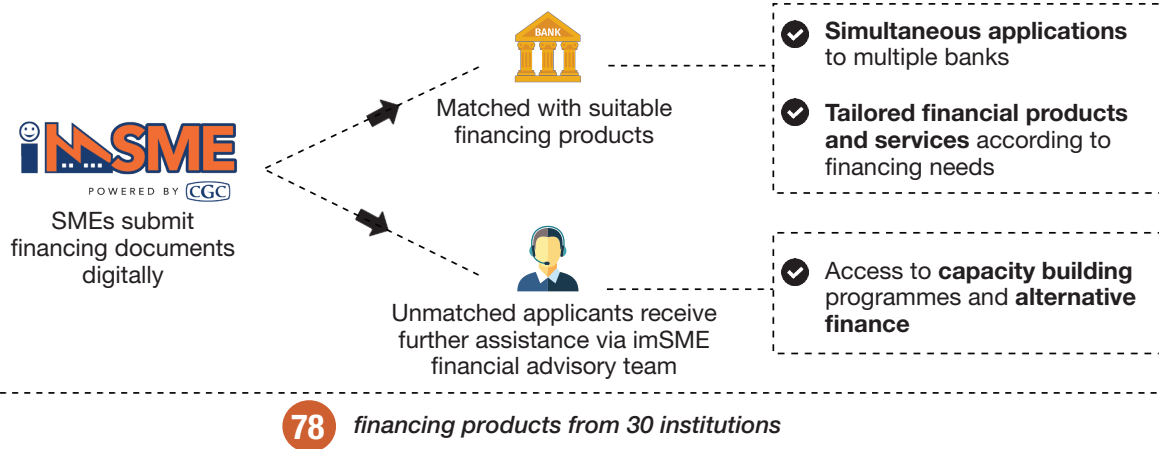 imSME
POWERED BY CGC
SMEs submit
financing documents
digitally
BANK
Matched with suitable
financing products
Simultaneous applications
to multiple banks
Tailored financial products
and services according to
financing needs
Unmatched applicants receive
further assistance via imSME
financial advisory team
Access to capacity building
programmes and alternative
finance
78 financing products from 30 institutions